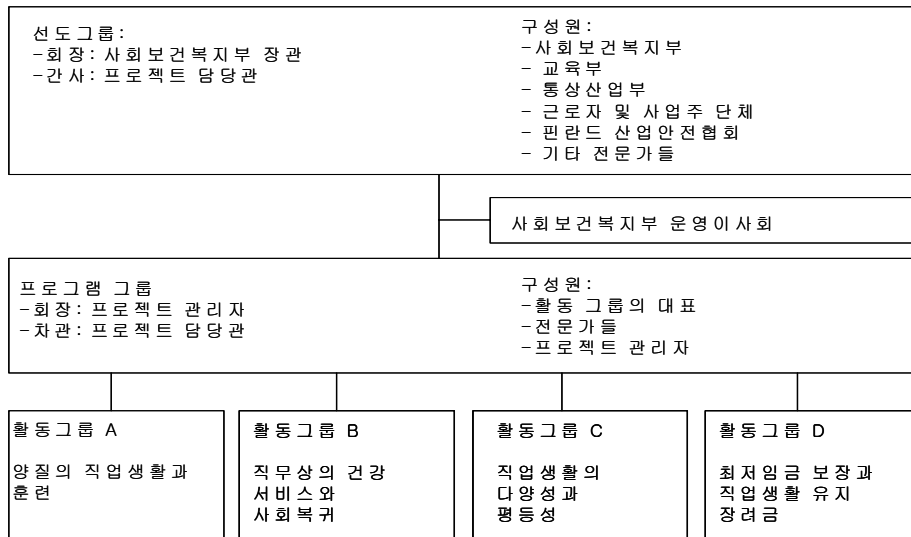 선도그룹:
-회장: 사회보건복지부 장관
-간사: 프로젝트 담당관
구성원:
-사회보건복지부
- 교육부
- 통상산업부
- 근로자 및 사업주 단체
- 핀란드 산업안전협회
- 기타 전문가들
사회보건복지부 운영이사회
프로그램 그룹
-회장: 프로젝트 관리자
-차관: 프로젝트 담당관
구성원:
-활동 그룹의 대표
-전문가들
-프로젝트 관리자
활동그룹 A
양질의 직업생활과
훈련
활동그룹 B
직무상의 건강
서비스와
사회복귀
활동그룹 C
직업생활의
다양성과
평등성
활동그룹 D
최저임금 보장과
직업생활 유지
장려금